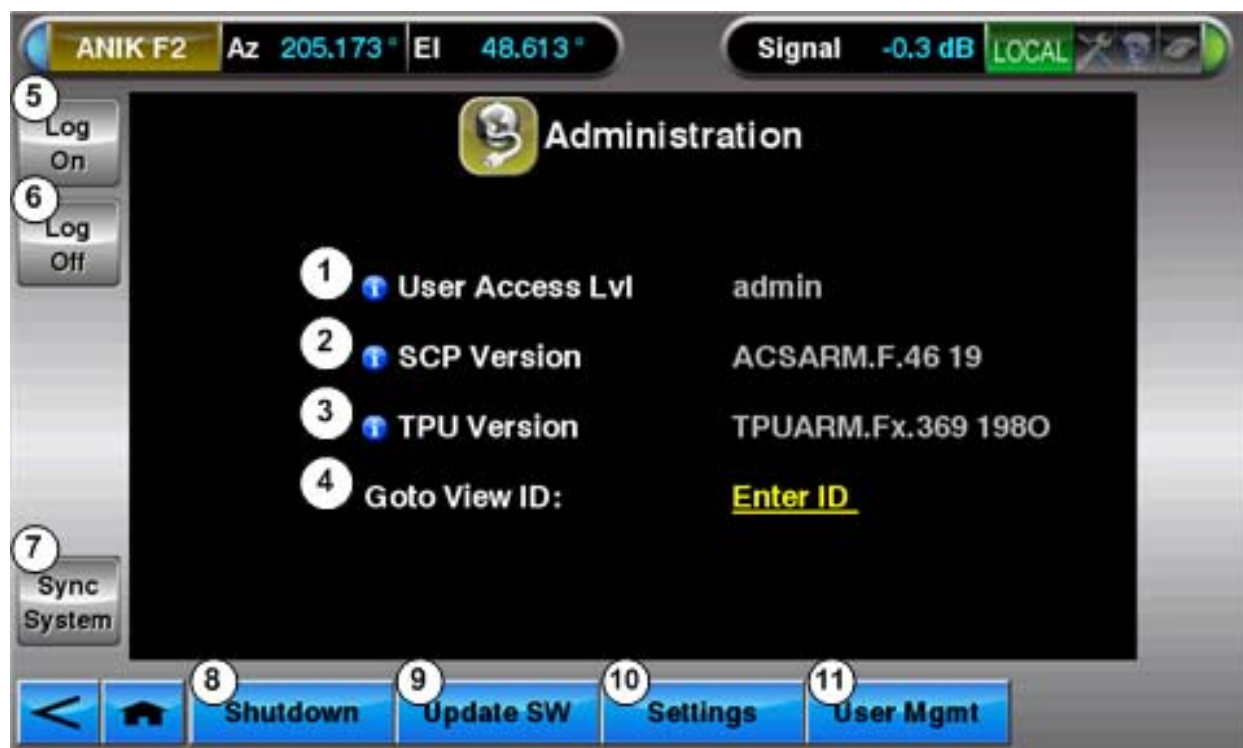 ANIK F2 Az 205.173° El 48.613° Signal -0.3 dB LOCAL
5
Log
On
Administration
6
Log
Off
1 User Access Lvl admin
2 SCP Version ACSARM.F.46 19
3 TPU Version TPUARM.Fx.369 198O
4 Goto View ID: Enter ID
7
Sync
System
8 9 10 11
< Shutdown Update SW Settings User Mgmt